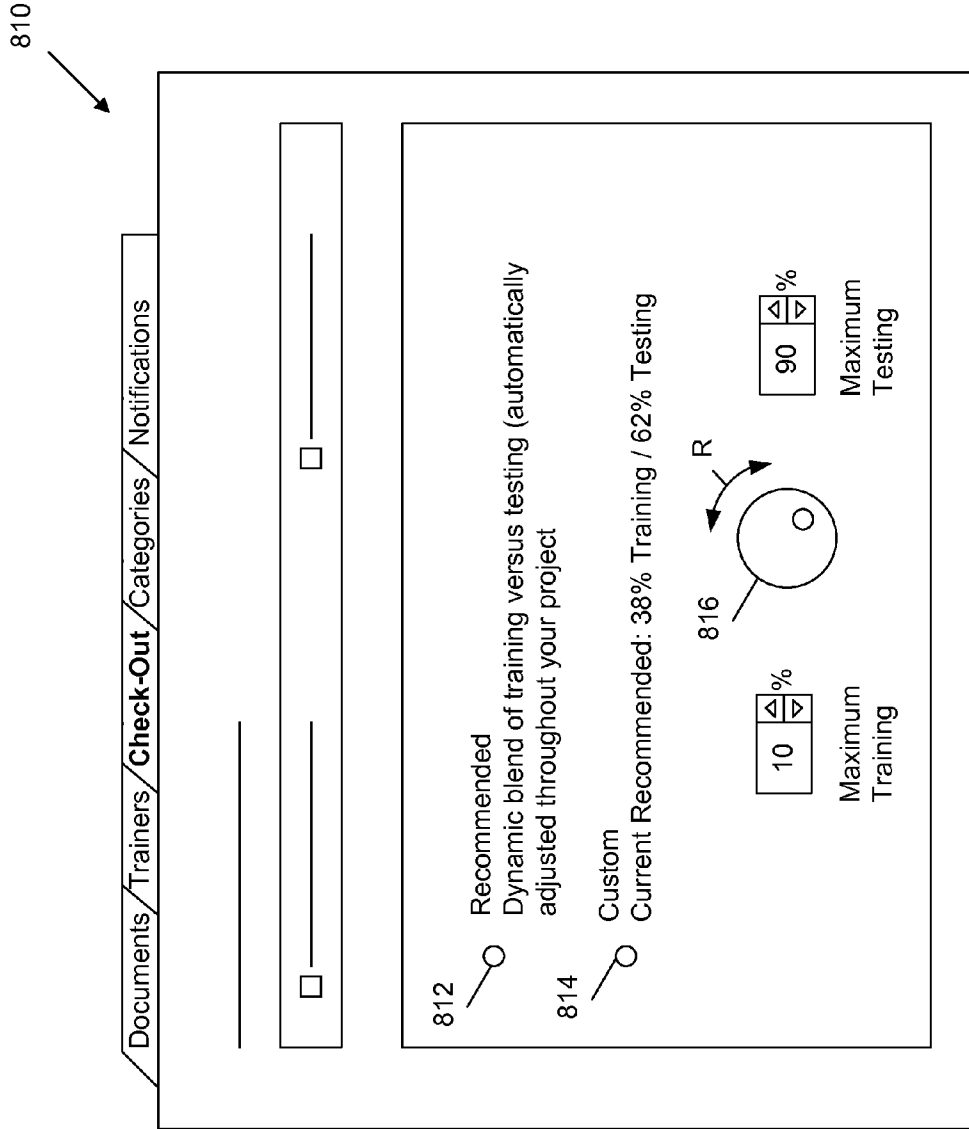 810
Documents Trainers Check-Out Categories Notifications
812
Recommended
Dynamic blend of training versus testing (automatically
adjusted throughout your project
814
Custom
Current Recommended: 38% Training / 62% Testing
816
R
10 %
Maximum
Training
90 %
Maximum
Testing